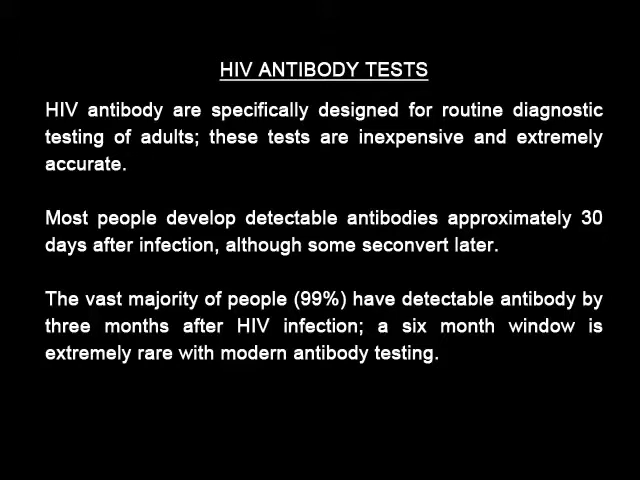 HIV ANTIBODY TESTS
HIV antibody are specifically designed for routine diagnostic
testing of adults; these tests are inexpensive and extremely
accurate.
Most people develop detectable antibodies approximately 30
days after infection, although some seconvert later.
The vast majority of people (99%) have detectable antibody by
three months after HIV infection; a six month window is
extremely rare with modern antibody testing.